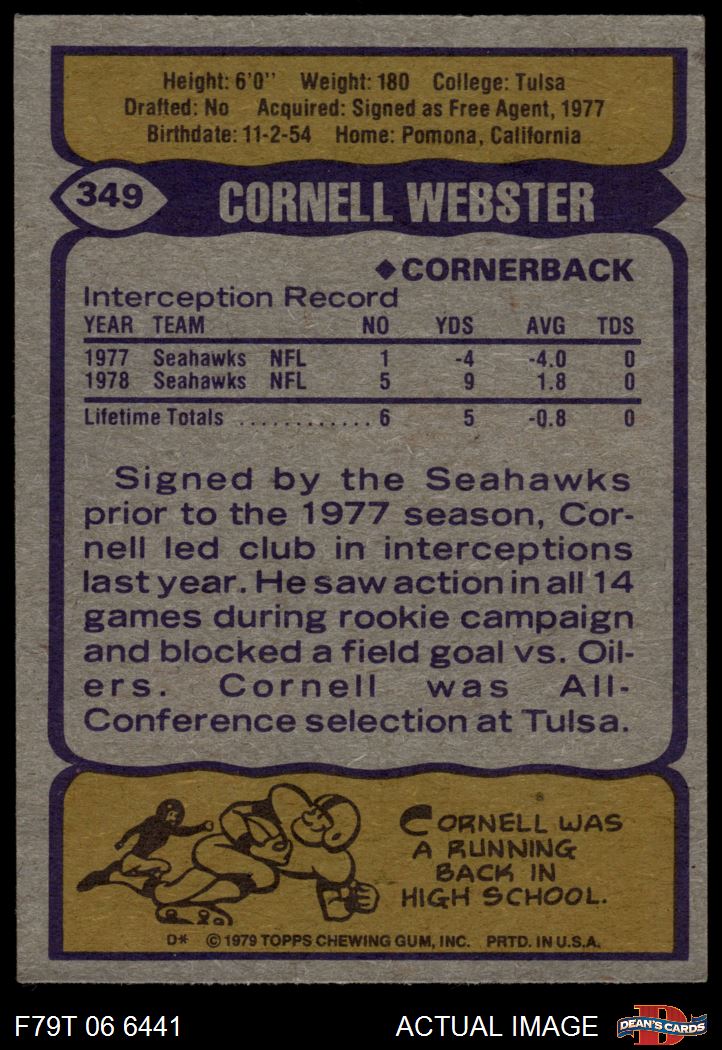 Height: 6'0" Weight: 180 College: Tulsa
Drafted: No Acquired: Signed as Free Agent, 1977
Birthdate: 11-2-54 Home: Pomona, California
349 CORNELL WEBSTER
◆CORNERBACK
Interception Record
YEAR TEAM NO YDS AVG TDS
1977 Seahawks NFL 1 -4 -4.0 0
1978 Seahawks NFL 5 9 1.8 0
Lifetime Totals ............ 6 5 -0.8 0
Signed by the Seahawks
prior to the 1977 season, Cor-
nell led club in interceptions
last year. He saw action in all 14
games during rookie campaign
and blocked a field goal vs. Oil-
ers. Cornell was All-
Conference selection at Tulsa.
CORNELL WAS
A RUNNING
BACK IN
HIGH SCHOOL.
D* © 1979 TOPPS CHEWING GUM, INC. PRTD. IN U.S.A.
F79T 06 6441 ACTUAL IMAGE DEAN'S CARDS